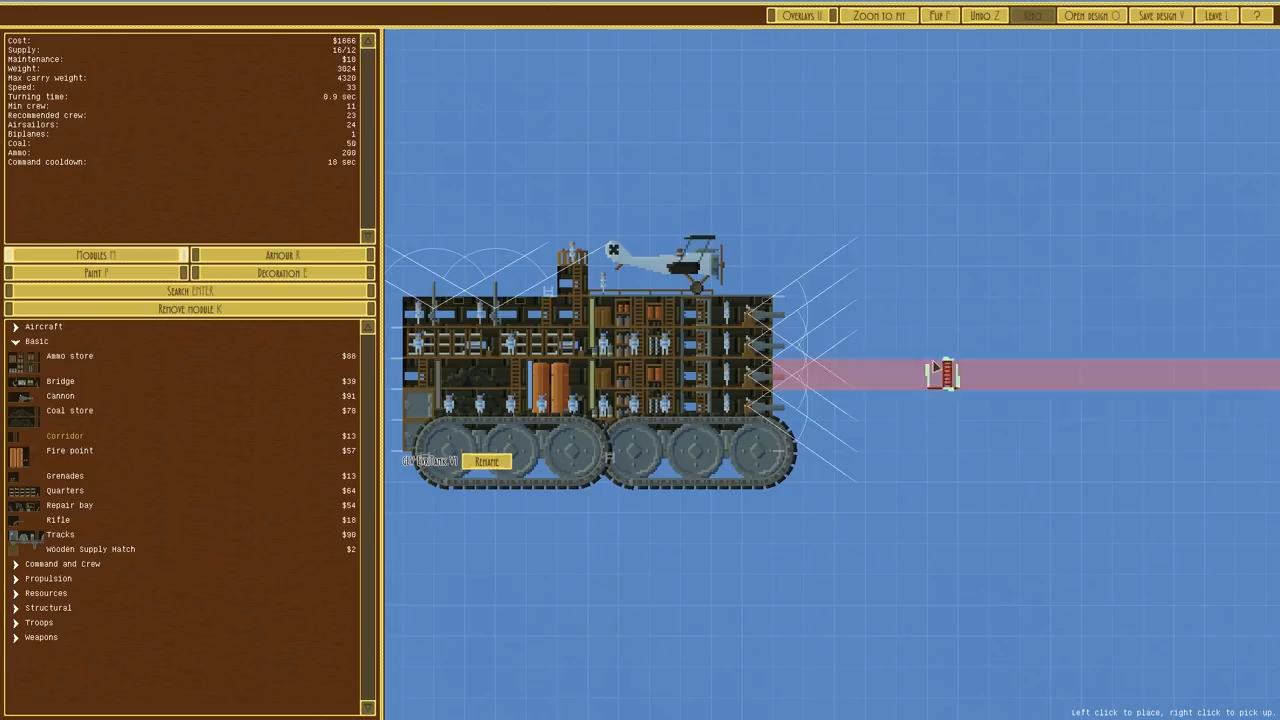 Overlays U
Zoom to fit
Flip F
Undo Z
Redo
Open design O
Save design V
Leave L
?
Cost: $1666
Supply: 16/12
Maintenance: $18
Weight: 3024
Max carry weight: 4320
Speed: 33
Turning time: 0.9 sec
Min crew: 11
Recommended crew: 23
Airsailors: 24
Biplanes: 1
Coal: 50
Ammo: 200
Command cooldown: 18 sec
Modules M
Armour R
Paint P
Decoration E
Search ENTER
Remove module K
Aircraft
Basic
Ammo store $88
Bridge $39
Cannon $91
Coal store $78
Corridor $13
Fire point $57
Grenades $13
Quarters $64
Repair bay $54
Rifle $18
Tracks $90
Wooden Supply Hatch $2
Command and Crew
Propulsion
Resources
Structural
Troops
Weapons
Rename
Left click to place, right click to pick up.